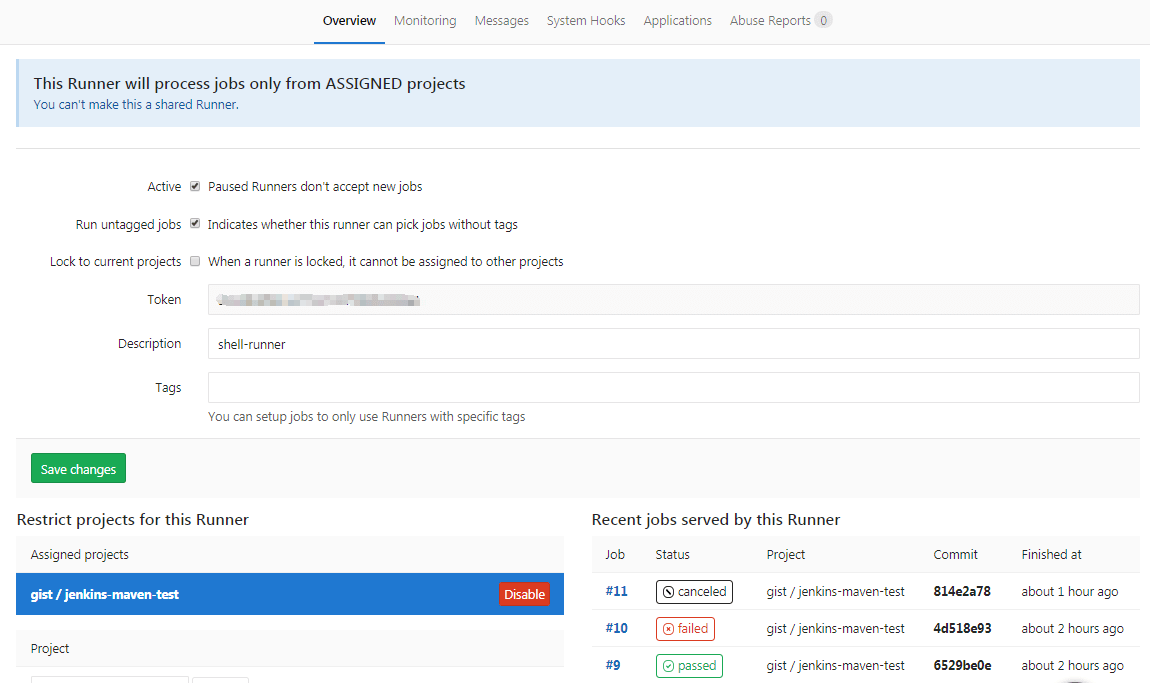 Overview Monitoring Messages System Hooks Applications Abuse Reports 0
This Runner will process jobs only from ASSIGNED projects
You can't make this a shared Runner.
Active Paused Runners don't accept new jobs
Run untagged jobs Indicates whether this runner can pick jobs without tags
Lock to current projects When a runner is locked, it cannot be assigned to other projects
Token
Description shell-runner
Tags
You can setup jobs to only use Runners with specific tags
Save changes
Restrict projects for this Runner
Assigned projects
gist / jenkins-maven-test Disable
Project
Recent jobs served by this Runner
Job Status Project Commit Finished at
#11 canceled gist / jenkins-maven-test 814e2a78 about 1 hour ago
#10 failed gist / jenkins-maven-test 4d518e93 about 2 hours ago
#9 passed gist / jenkins-maven-test 6529be0e about 2 hours ago